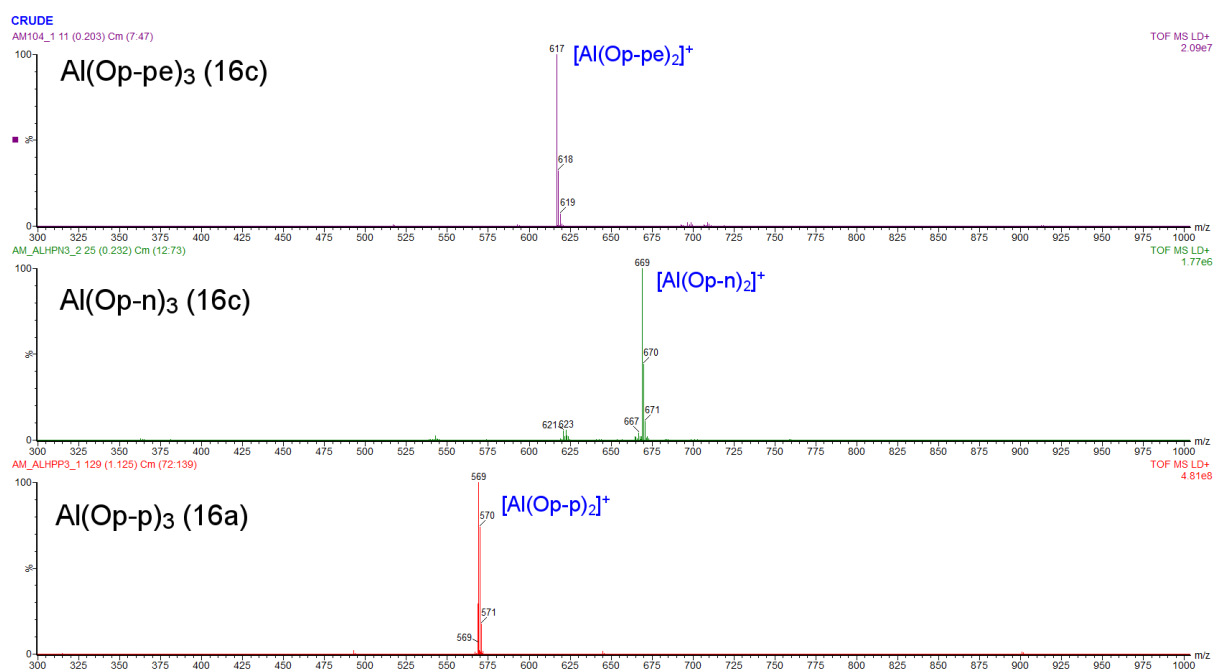 CRUDE
AM104_1 11 (0.203) Cm (7:47)
TOF MS LD+
2.09e7
Al(Op-pe)3 (16c)
[Al(Op-pe)2]+
100
%
0
617
618
619
300 325 350 375 400 425 450 475 500 525 550 575 600 625 650 675 700 725 750 775 800 825 850 875 900 925 950 975 1000 m/z
AM_ALHPN3_2 25 (0.232) Cm (12:73)
TOF MS LD+
1.77e6
Al(Op-n)3 (16c)
[Al(Op-n)2]+
100
%
0
669
670
671
667
621 623
300 325 350 375 400 425 450 475 500 525 550 575 600 625 650 675 700 725 750 775 800 825 850 875 900 925 950 975 1000 m/z
AM_ALHPP3_1 129 (1.125) Cm (72:139)
TOF MS LD+
4.81e8
Al(Op-p)3 (16a)
[Al(Op-p)2]+
100
%
0
569
570
571
569
300 325 350 375 400 425 450 475 500 525 550 575 600 625 650 675 700 725 750 775 800 825 850 875 900 925 950 975 1000 m/z